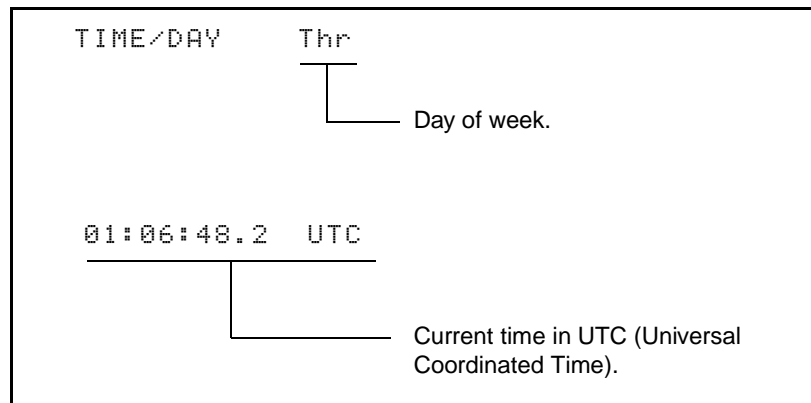 TIME/DAY Thr
Day of week.
01:06:48.2 UTC
Current time in UTC (Universal
Coordinated Time).